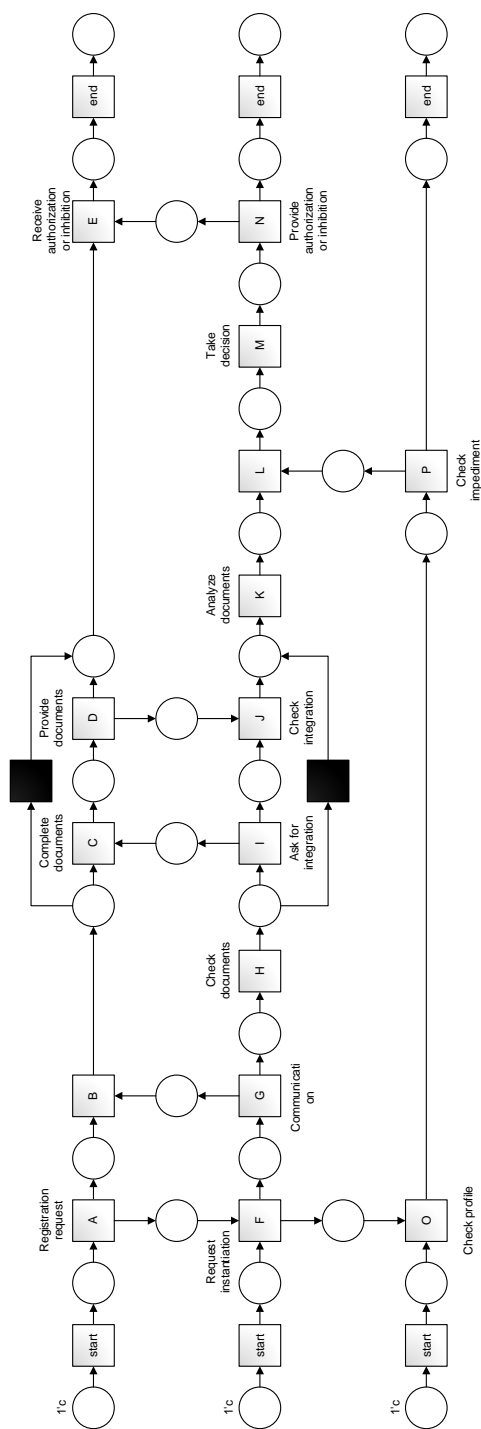 1'c
start
Registration
request
A
B
Complete
documents
C
Provide
documents
D
Receive
authorization
or inhibition
E
end
1'c
start
Request
instantiation
F
Communicati
on
G
Check
documents
H
Ask for
integration
I
Check
integration
J
Analyze
documents
K
L
Take
decision
M
Provide
authorization
or inhibition
N
end
1'c
start
Check profile
O
Check
impediment
P
end